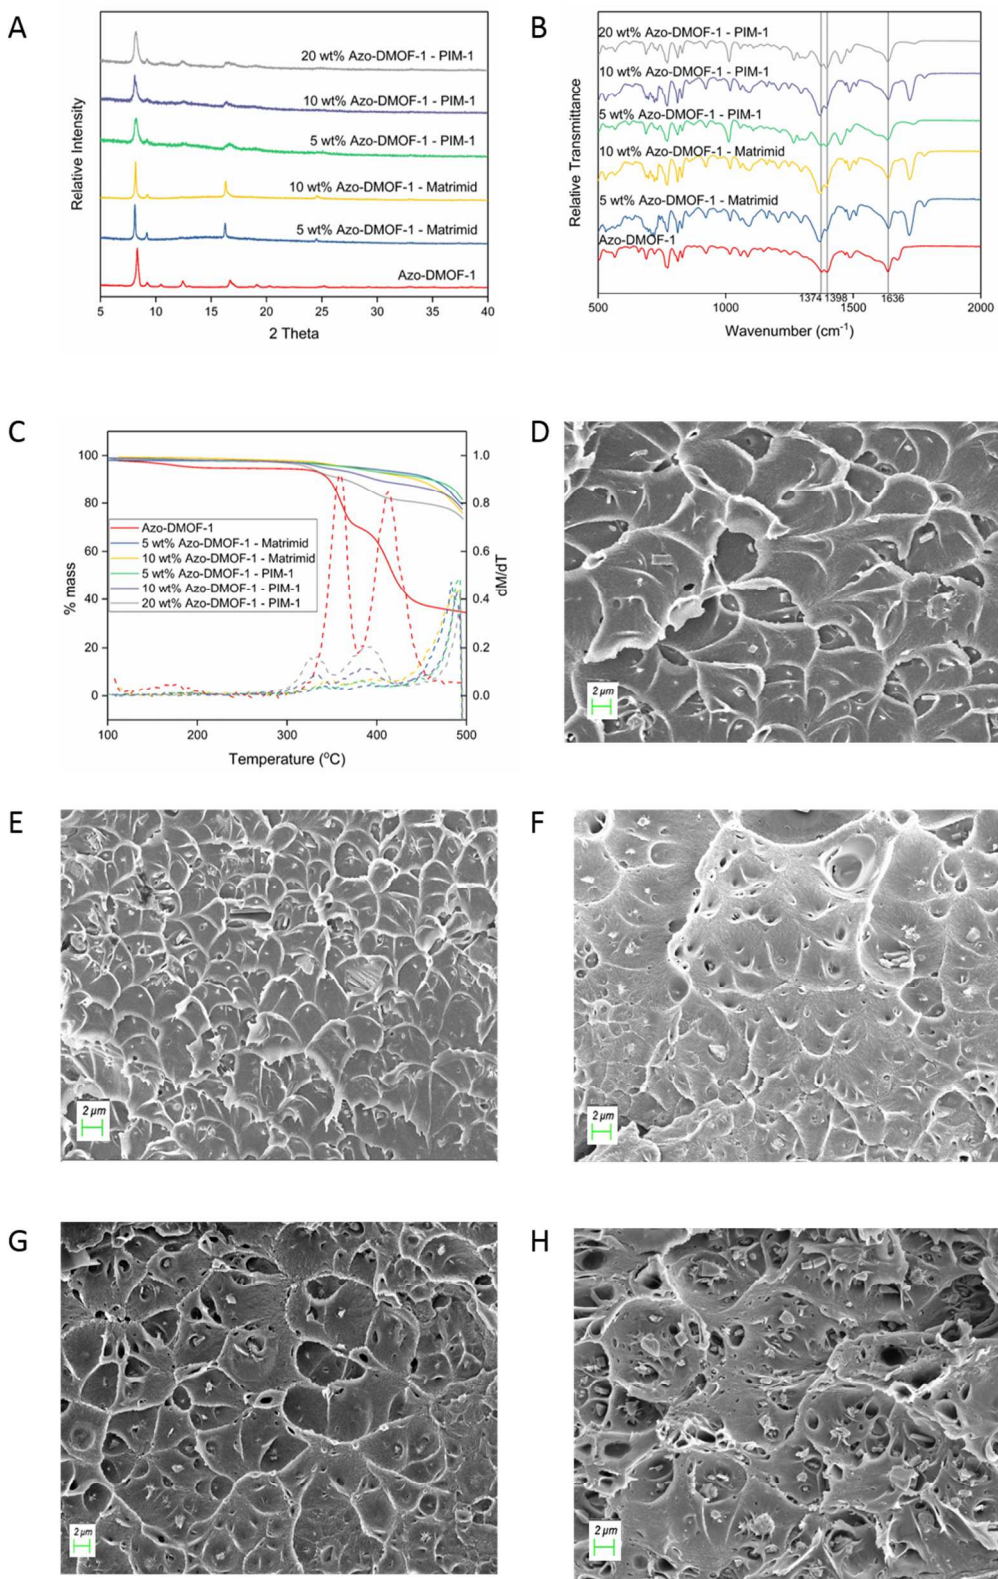 A
20 wt% Azo-DMOF-1 - PIM-1
10 wt% Azo-DMOF-1 - PIM-1
5 wt% Azo-DMOF-1 - PIM-1
10 wt% Azo-DMOF-1 - Matrimid
5 wt% Azo-DMOF-1 - Matrimid
Azo-DMOF-1
Relative Intensity
5 10 15 20 25 30 35 40
2 Theta
B
20 wt% Azo-DMOF-1 - PIM-1
10 wt% Azo-DMOF-1 - PIM-1
5 wt% Azo-DMOF-1 - PIM-1
10 wt% Azo-DMOF-1 - Matrimid
5 wt% Azo-DMOF-1 - Matrimid
Azo-DMOF-1
Relative Transmittance
1374 1398 1636
500 1000 1500 2000
Wavenumber (cm⁻¹)
C
100
80
60
40
20
0
% mass
Azo-DMOF-1
5 wt% Azo-DMOF-1 - Matrimid
10 wt% Azo-DMOF-1 - Matrimid
5 wt% Azo-DMOF-1 - PIM-1
10 wt% Azo-DMOF-1 - PIM-1
20 wt% Azo-DMOF-1 - PIM-1
1.0
0.8
0.6
0.4
0.2
0.0
dM/dT
100 200 300 400 500
Temperature (°C)
D
2 µm
E
2 µm
F
2 µm
G
2 µm
H
2 µm